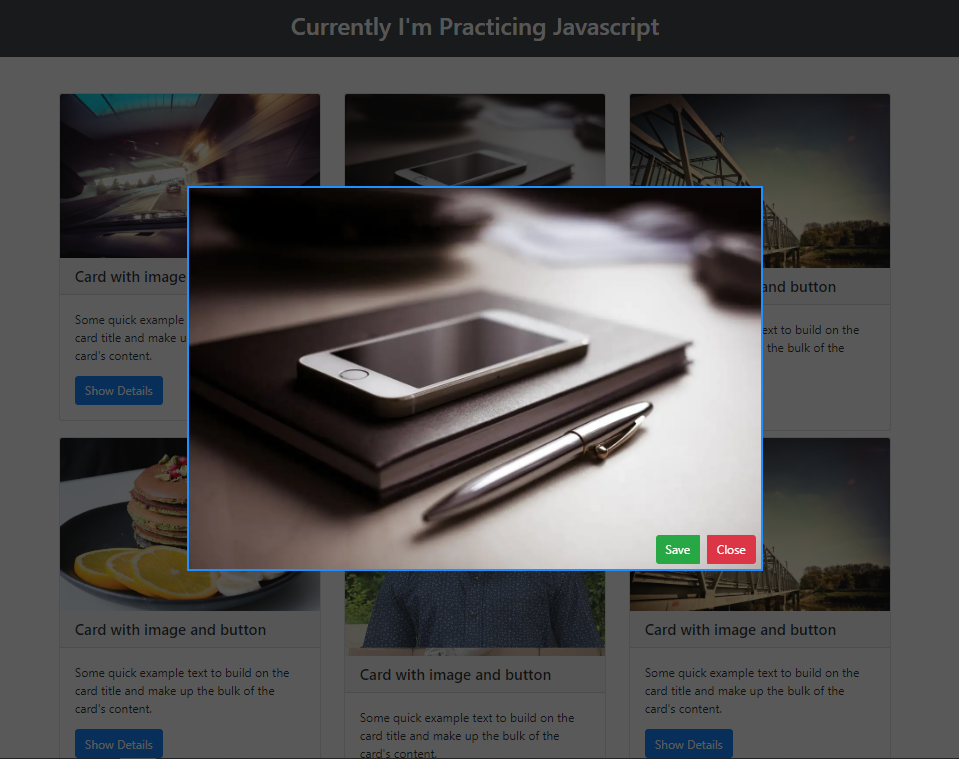 Currently I'm Practicing Javascript
Card with image
Some quick example
card title and make u
card's content.
Show Details
and button
ext to build on the
the bulk of the
Save
Close
Card with image and button
Some quick example text to build on the
card title and make up the bulk of the
card's content.
Show Details
Card with image and button
Some quick example text to build on the
card title and make up the bulk of the
card's content.
Card with image and button
Some quick example text to build on the
card title and make up the bulk of the
card's content.
Show Details